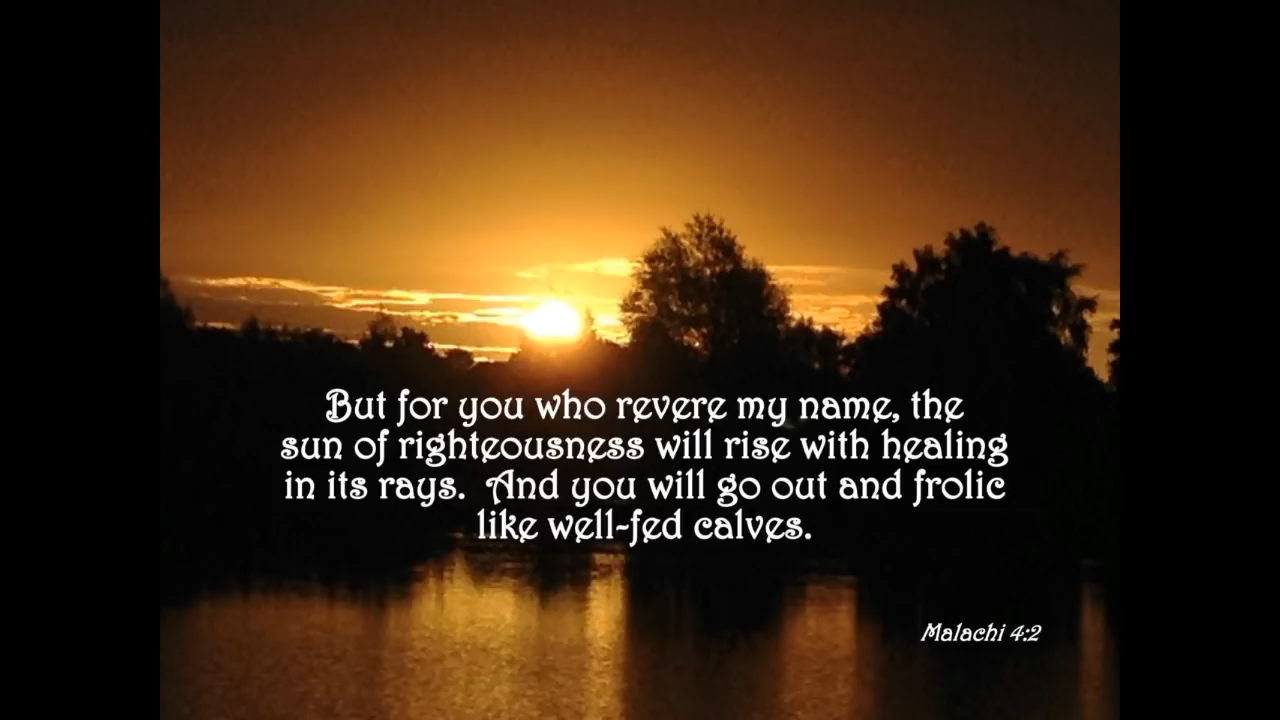 But for you who revere my name, the
sun of righteousness will rise with healing
in its rays.  And you will go out and frolic
like well-fed calves.
Malachi 4:2